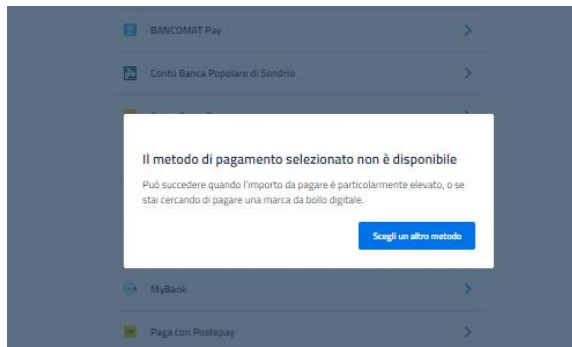 BANCOMAT Pay
Conto Banca Popolare di Sondrio
Il metodo di pagamento selezionato non è disponibile
Può succedere quando l'importo da pagare è particolarmente elevato, o se
stai cercando di pagare una marca da bollo digitale.
Scegli un altro metodo
MyBank
Paga con Postepay